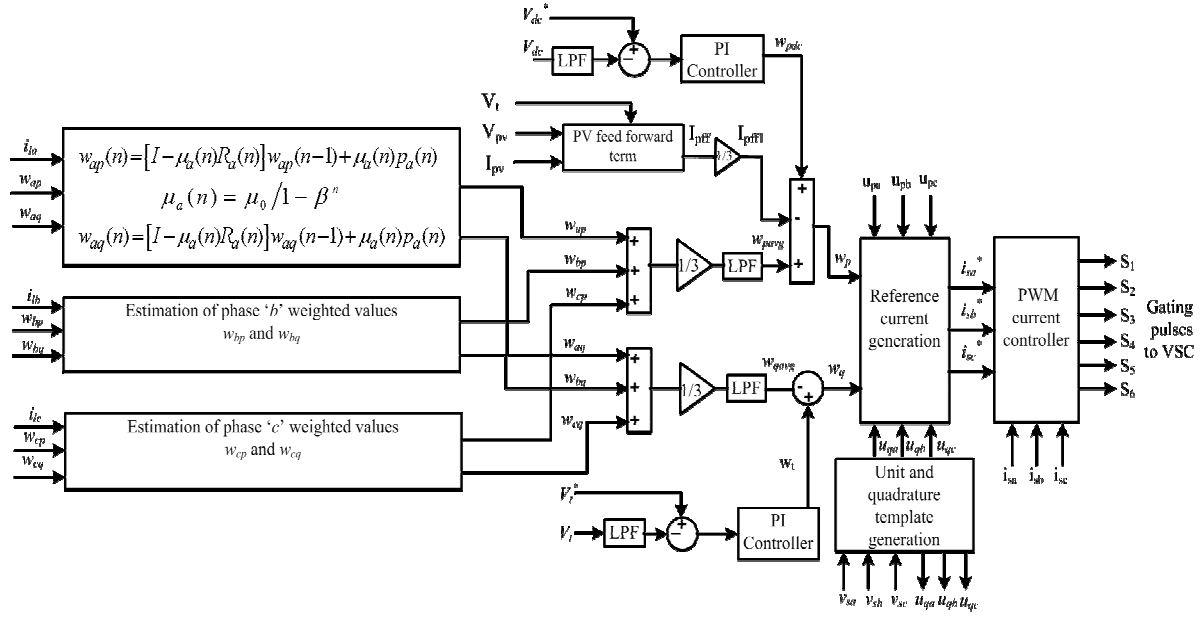 V_dc*
V_dc
LPF
+
−
PI
Controller
w_pdc
V_t
V_pv
I_pv
PV feed forward
term
I_pff
1/3
I_pff1
+
-
+
i_la
w_ap
w_aq
w_ap(n)=[I−μ_a(n)R_a(n)]w_ap(n−1)+μ_a(n)p_a(n)
μ_a(n) = μ_0/1−β^n
w_aq(n)=[I−μ_a(n)R_a(n)]w_aq(n−1)+μ_a(n)p_a(n)
w_ap
w_bp
w_cp
+
+
+
1/3
LPF
w_pavg
w_p
i_lb
w_bp
w_bq
Estimation of phase ‘b’ weighted values
w_bp and w_bq
w_aq
w_bq
w_cq
+
+
+
1/3
LPF
w_qavg
-
+
w_q
i_lc
w_cp
w_cq
Estimation of phase ‘c’ weighted values
w_cp and w_cq
w_t
V_t*
V_t
LPF
+
−
PI
Controller
u_pa u_pb u_pc
Reference
current
generation
u_qa u_qb u_qc
i_sa*
i_sb*
i_sc*
PWM
current
controller
i_sa i_sb i_sc
S_1
S_2
S_3
S_4
S_5
S_6
Gating
pulses
to VSC
Unit and
quadrature
template
generation
v_sa v_sb v_sc u_qa u_qb u_qc